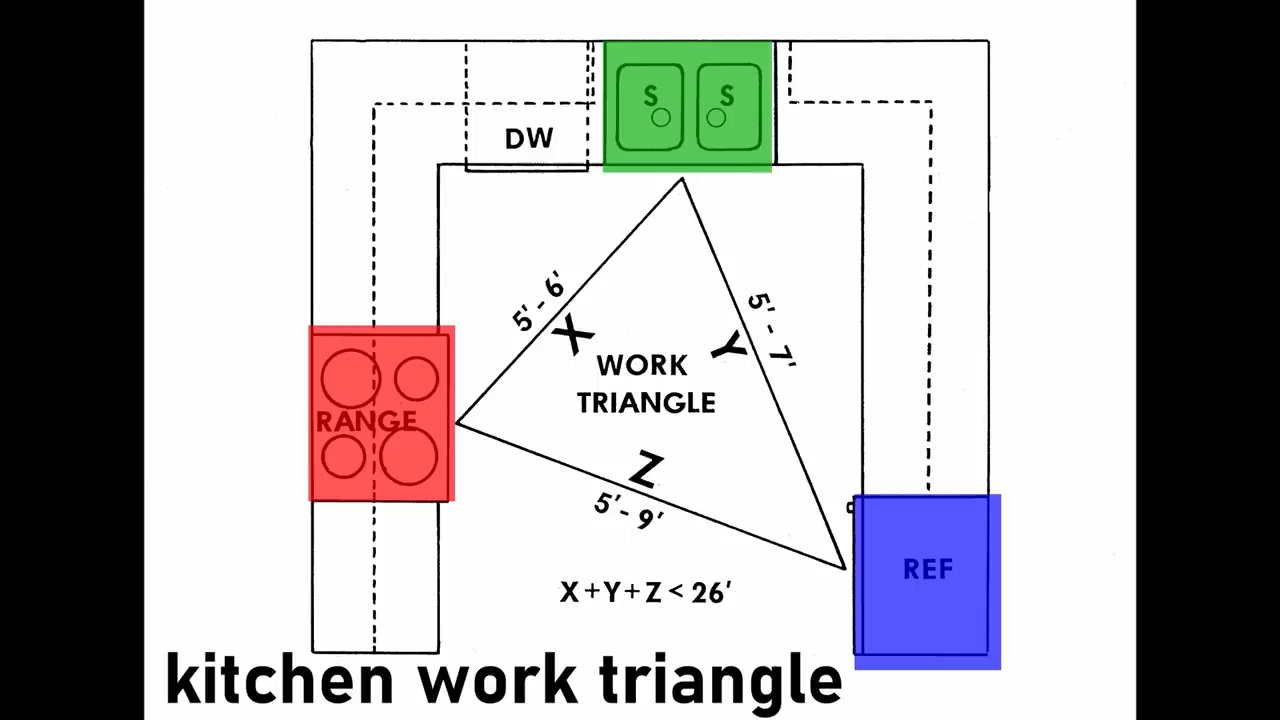 S S
DW
5'- 6'
X
Y
5' - 7'
WORK
TRIANGLE
RANGE
Z
5'- 9'
REF
X+Y+Z < 26'
kitchen work triangle